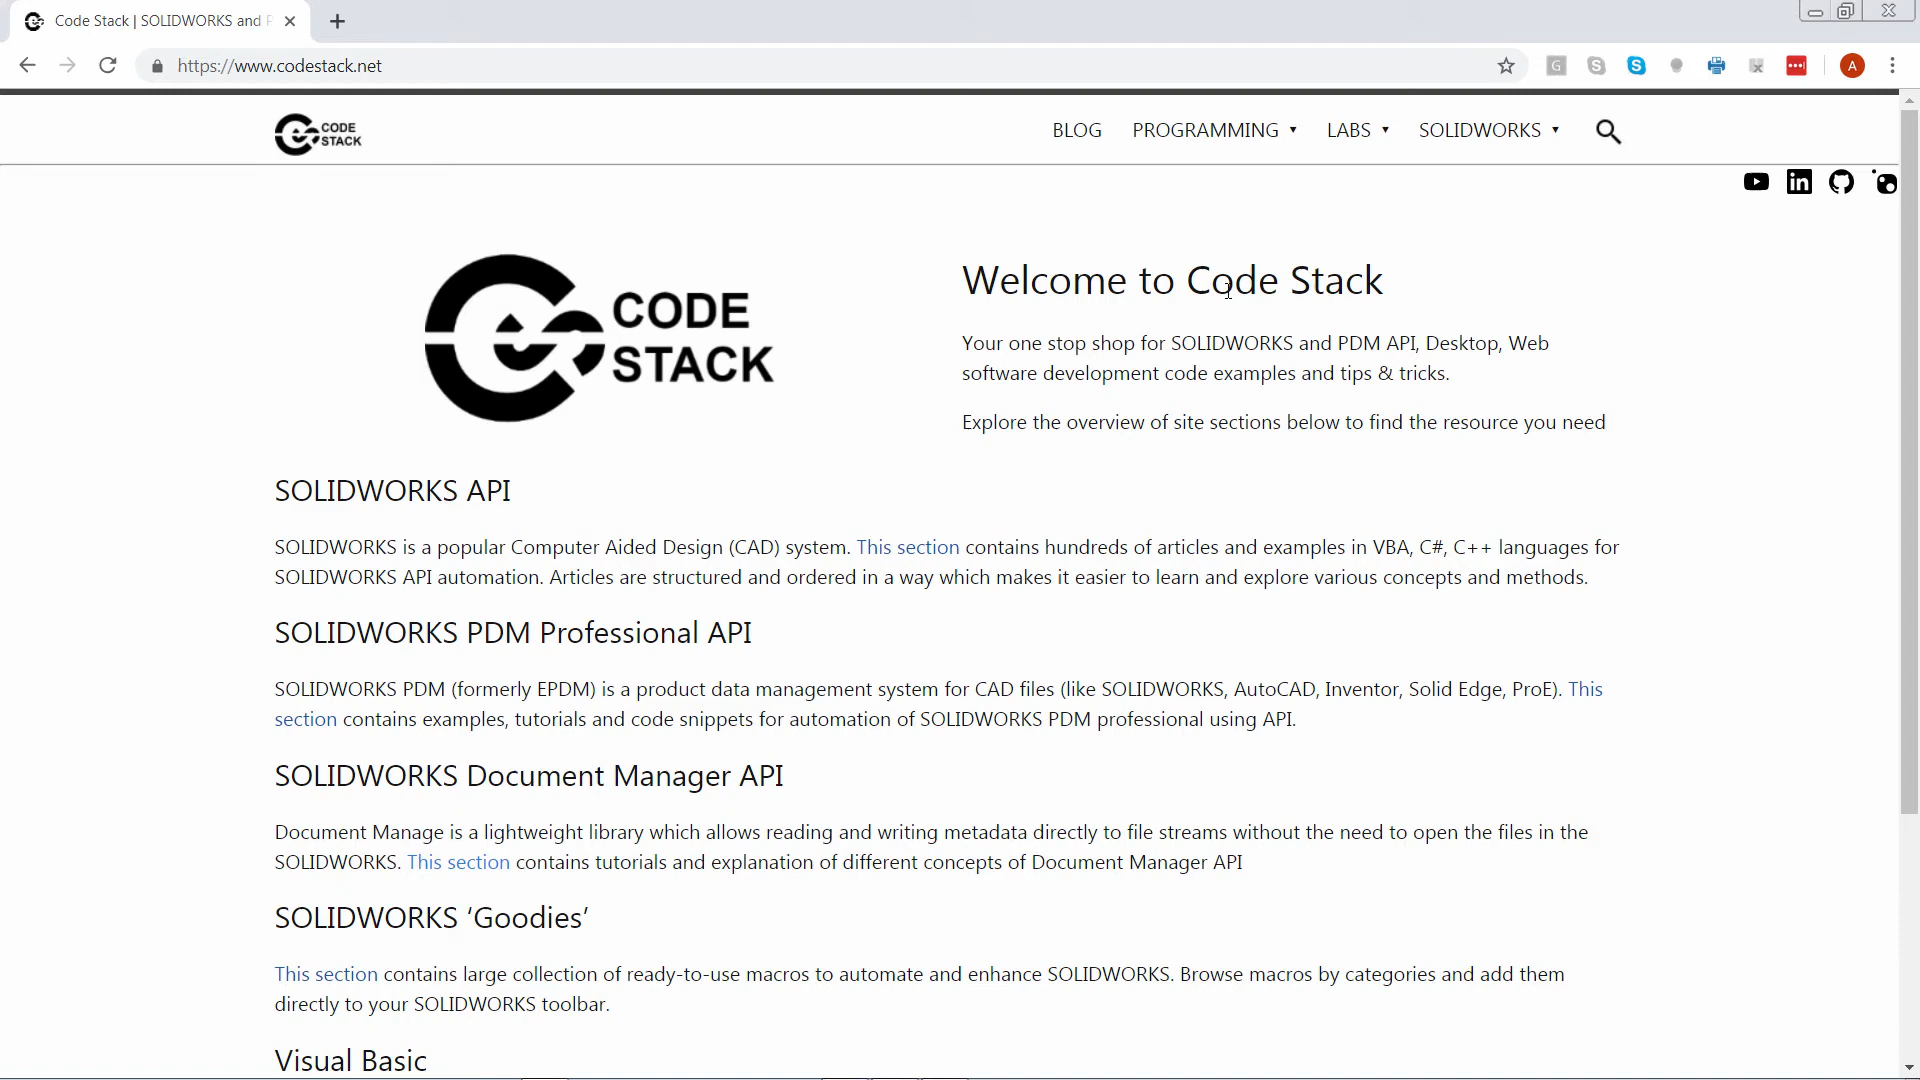 Code Stack | SOLIDWORKS and
https://www.codestack.net
CODE
STACK
BLOG
PROGRAMMING
LABS
SOLIDWORKS
CODE
STACK
Welcome to Code Stack
Your one stop shop for SOLIDWORKS and PDM API, Desktop, Web
software development code examples and tips & tricks.
Explore the overview of site sections below to find the resource you need
SOLIDWORKS API
SOLIDWORKS is a popular Computer Aided Design (CAD) system. This section contains hundreds of articles and examples in VBA, C#, C++ languages for
SOLIDWORKS API automation. Articles are structured and ordered in a way which makes it easier to learn and explore various concepts and methods.
SOLIDWORKS PDM Professional API
SOLIDWORKS PDM (formerly EPDM) is a product data management system for CAD files (like SOLIDWORKS, AutoCAD, Inventor, Solid Edge, ProE). This
section contains examples, tutorials and code snippets for automation of SOLIDWORKS PDM professional using API.
SOLIDWORKS Document Manager API
Document Manage is a lightweight library which allows reading and writing metadata directly to file streams without the need to open the files in the
SOLIDWORKS. This section contains tutorials and explanation of different concepts of Document Manager API
SOLIDWORKS ‘Goodies’
This section contains large collection of ready-to-use macros to automate and enhance SOLIDWORKS. Browse macros by categories and add them
directly to your SOLIDWORKS toolbar.
Visual Basic